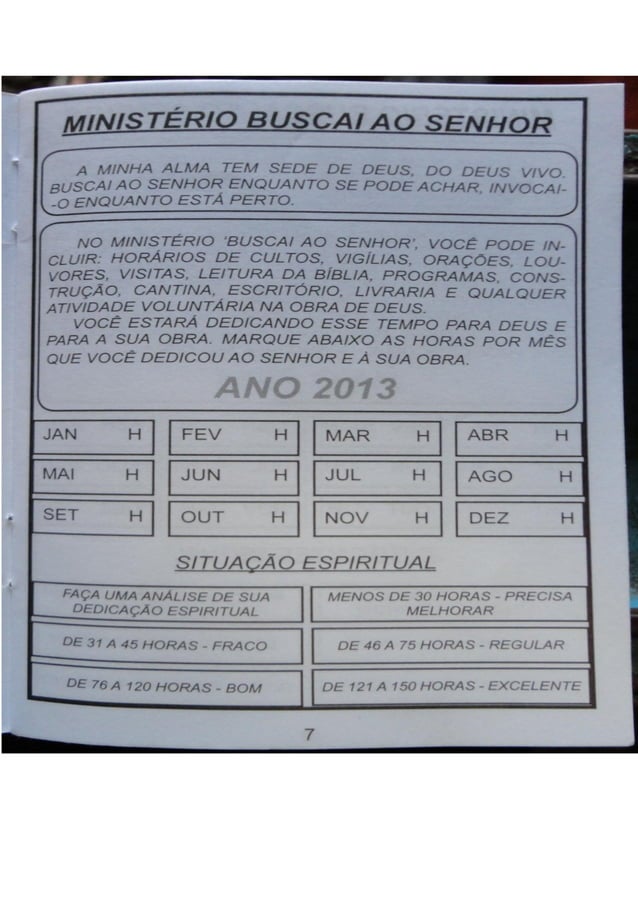 MINISTÉRIO BUSCAI AO SENHOR
A MINHA ALMA TEM SEDE DE DEUS, DO DEUS VIVO.
BUSCAI AO SENHOR ENQUANTO SE PODE ACHAR, INVOCAI-
-O ENQUANTO ESTÁ PERTO.
NO MINISTÉRIO 'BUSCAI AO SENHOR', VOCÊ PODE IN-
CLUIR: HORÁRIOS DE CULTOS, VIGÍLIAS, ORAÇÕES, LOU-
VORES, VISITAS, LEITURA DA BÍBLIA, PROGRAMAS, CONS-
TRUÇÃO, CANTINA, ESCRITÓRIO, LIVRARIA E QUALQUER
ATIVIDADE VOLUNTÁRIA NA OBRA DE DEUS.
VOCÊ ESTARÁ DEDICANDO ESSE TEMPO PARA DEUS E
PARA A SUA OBRA. MARQUE ABAIXO AS HORAS POR MÊS
QUE VOCÊ DEDICOU AO SENHOR E À SUA OBRA.
ANO 2013
JAN H FEV H MAR H ABR H
MAI H JUN H JUL H AGO H
SET H OUT H NOV H DEZ H
SITUAÇÃO ESPIRITUAL
FAÇA UMA ANÁLISE DE SUA
DEDICAÇÃO ESPIRITUAL
MENOS DE 30 HORAS - PRECISA
MELHORAR
DE 31 A 45 HORAS - FRACO
DE 46 A 75 HORAS - REGULAR
DE 76 A 120 HORAS - BOM
DE 121 A 150 HORAS - EXCELENTE
7